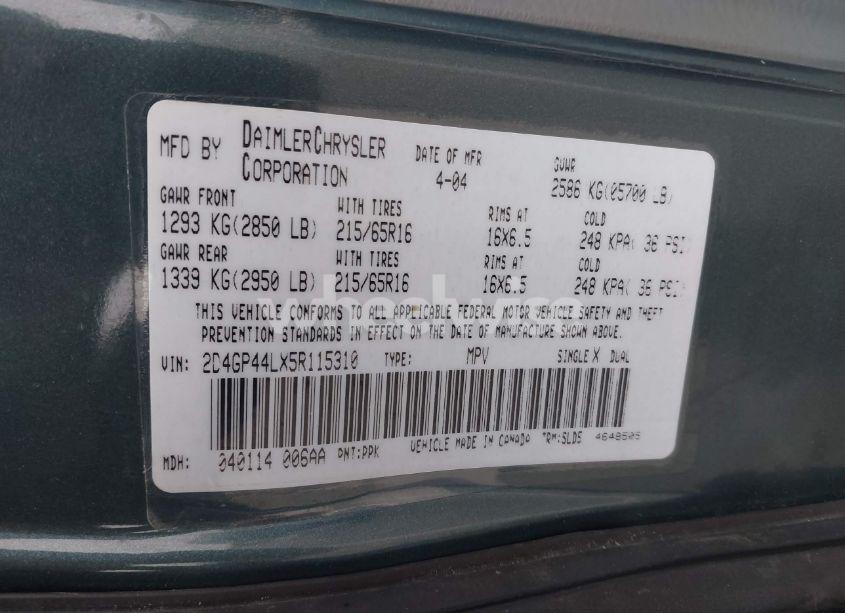 MFD BY DAIMLERCHRYSLER CORPORATION DATE OF MFR 4-04 GVWR 2586 KG(05700 LB)
GAWR FRONT WITH TIRES RIMS AT COLD
1293 KG(2850 LB) 215/65R16 16X6.5 248 KPA( 36 PSI)
GAWR REAR WITH TIRES RIMS AT COLD
1339 KG(2950 LB) 215/65R16 16X6.5 248 KPA( 36 PSI)
THIS VEHICLE CONFORMS TO ALL APPLICABLE FEDERAL MOTOR VEHICLE SAFETY AND THEFT
PREVENTION STANDARDS IN EFFECT ON THE DATE OF MANUFACTURE SHOWN ABOVE.
VIN: 2D4GP44LX5R115310 TYPE: MPV SINGLE X DUAL
MDH: 040114 006AA PNT:PPK VEHICLE MADE IN CANADA *RM:SLDS 4648505